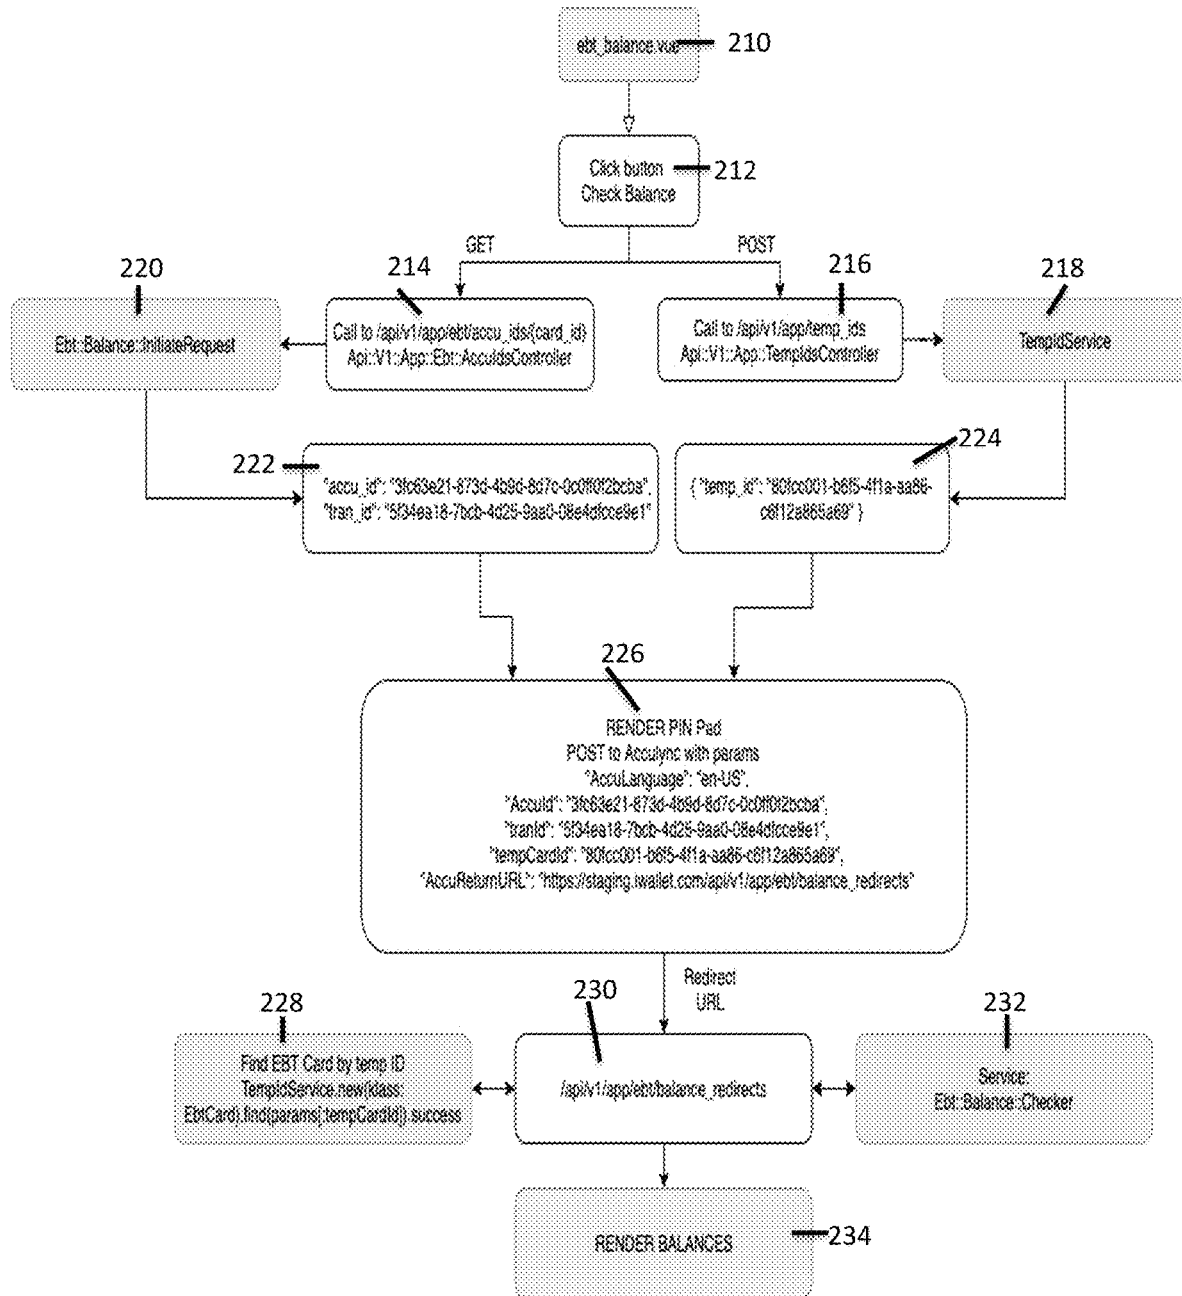 ebt_balance.vue
210
Click button
Check Balance
212
GET
POST
220
214
216
218
Ebt::Balance::InitiateRequest
Call to /api/v1/app/ebt/accu_ids/{card_id}
Api::V1::App::Ebt::AccuIdsController
Call to /api/v1/app/temp_ids
Api::V1::App::TempIdsController
TempIdService
222
"accu_id": "3fc63e21-873d-4b9d-8d7c-0c0ff0f2bcba",
"tran_id": "5f34ea18-7bcb-4d25-9aa0-08e4dfcce9e1"
224
{ "temp_id": "80fcc001-b6f5-4f1a-aa86-
c6f12a865a69" }
226
RENDER PIN Pad
POST to Acculync with params
"AccuLanguage": "en-US",
"AccuId": "3fc63e21-873d-4b9d-8d7c-0c0ff0f2bcba",
"tranId": "5f34ea18-7bcb-4d25-9aa0-08e4dfcce9e1",
"tempCardId": "80fcc001-b6f5-4f1a-aa86-c6f12a865a69",
"AccuReturnURL": "https://staging.iwallet.com/api/v1/app/ebt/balance_redirects"
Redirect
URL
228
230
232
Find EBT Card by temp ID
TempIdService.new(klass:
EbtCard).find(params[:tempCardId]).success
/api/v1/app/ebt/balance_redirects
Service:
Ebt::Balance::Checker
RENDER BALANCES
234